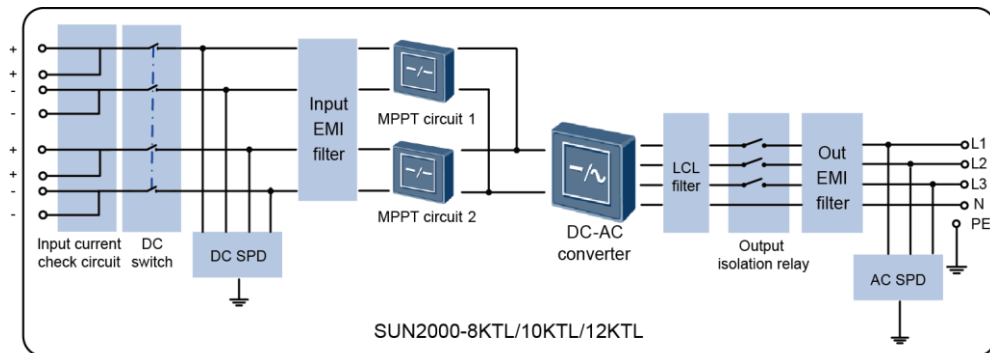 +
+
-
-
+
+
-
-
Input current
check circuit
DC
switch
DC SPD
Input
EMI
filter
MPPT circuit 1
MPPT circuit 2
DC-AC
converter
LCL
filter
Output
isolation relay
Out
EMI
filter
L1
L2
L3
N
PE
AC SPD
SUN2000-8KTL/10KTL/12KTL